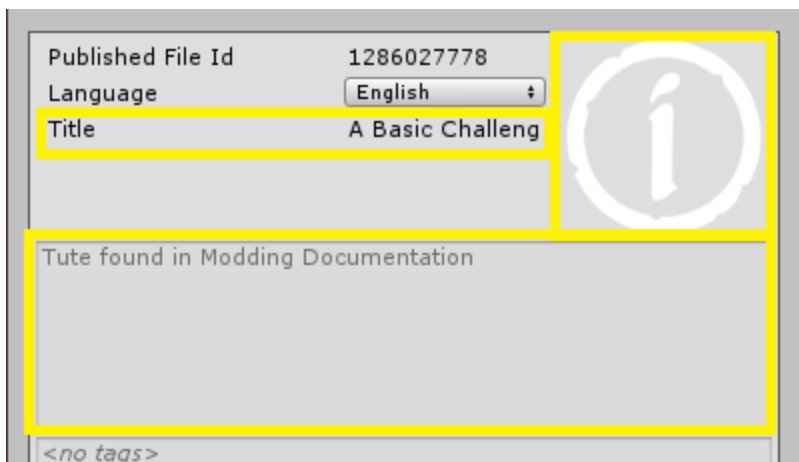 Published File Id 1286027778
Language English
Title A Basic Challeng
Tute found in Modding Documentation
<no tags>